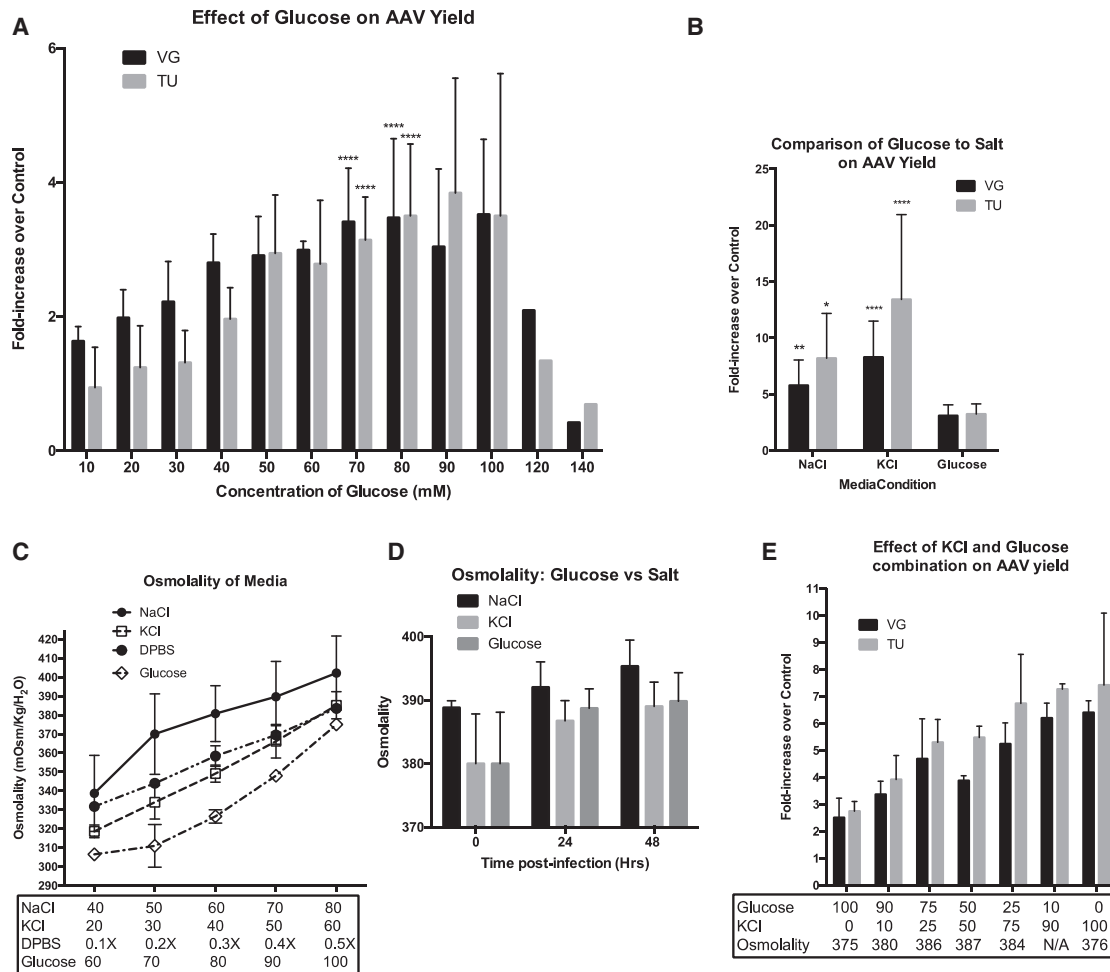 A
Effect of Glucose on AAV Yield
VG
TU
Fold-increase over Control
6
4
2
0
**** **** **** ****
10 20 30 40 50 60 70 80 90 100 120 140
Concentration of Glucose (mM)
B
Comparison of Glucose to Salt
on AAV Yield
VG
TU
Fold-increase over Control
25
20
15
10
5
0
** * **** ****
NaCl KCl Glucose
MediaCondition
C
Osmolality of Media
NaCl
KCl
DPBS
Glucose
Osmolality (mOsm/Kg/H2O)
420
410
400
390
380
370
360
350
340
330
320
310
300
290
NaCl 40 50 60 70 80
KCl 20 30 40 50 60
DPBS 0.1X 0.2X 0.3X 0.4X 0.5X
Glucose 60 70 80 90 100
D
Osmolality: Glucose vs Salt
NaCl
KCl
Glucose
Osmolality
400
390
380
370
0 24 48
Time post-infection (Hrs)
E
Effect of KCl and Glucose
combination on AAV yield
VG
TU
Fold-increase over Control
11
10
9
8
7
6
5
4
3
2
1
0
Glucose 100 90 75 50 25 10 0
KCl 0 10 25 50 75 90 100
Osmolality 375 380 386 387 384 N/A 376